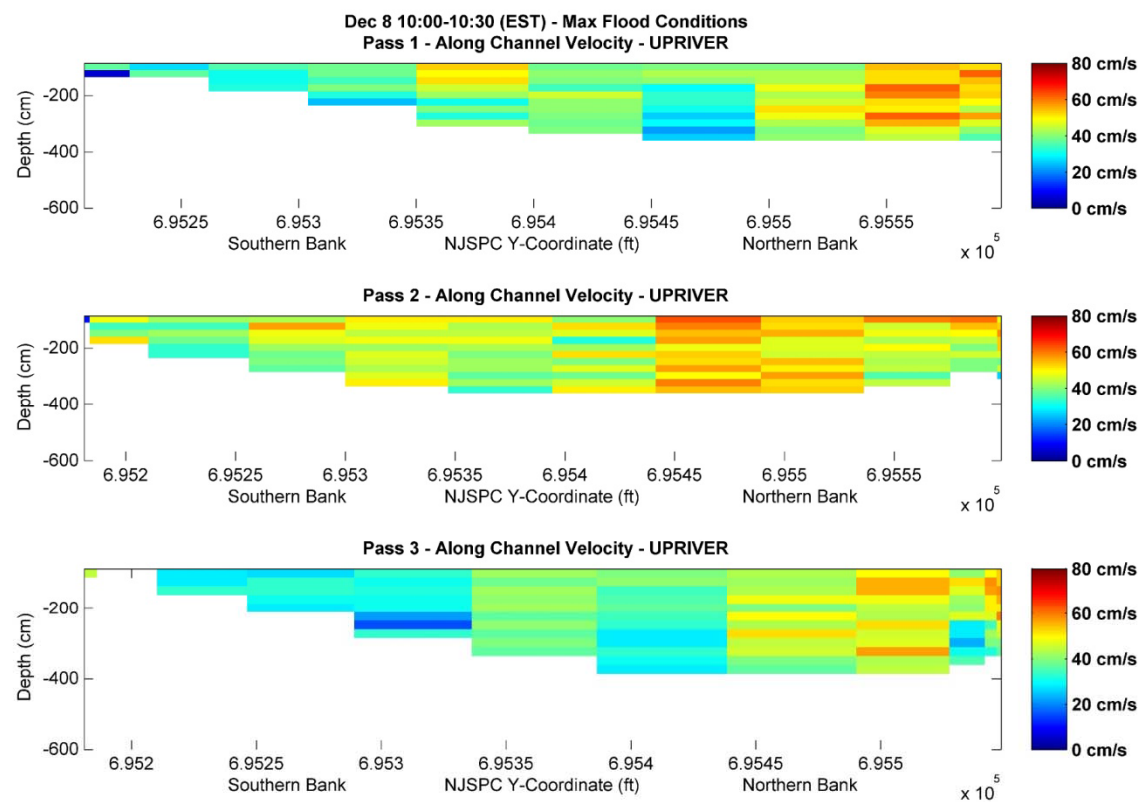 Dec 8 10:00-10:30 (EST) - Max Flood Conditions
Pass 1 - Along Channel Velocity - UPRIVER
80 cm/s
60 cm/s
40 cm/s
20 cm/s
0 cm/s
Depth (cm)
-200
-400
-600
6.9525 6.953 6.9535 6.954 6.9545 6.955 6.9555
Southern Bank NJSPC Y-Coordinate (ft) Northern Bank
x 10^5
Pass 2 - Along Channel Velocity - UPRIVER
80 cm/s
60 cm/s
40 cm/s
20 cm/s
0 cm/s
Depth (cm)
-200
-400
-600
6.952 6.9525 6.953 6.9535 6.954 6.9545 6.955 6.9555
Southern Bank NJSPC Y-Coordinate (ft) Northern Bank
x 10^5
Pass 3 - Along Channel Velocity - UPRIVER
80 cm/s
60 cm/s
40 cm/s
20 cm/s
0 cm/s
Depth (cm)
-200
-400
-600
6.952 6.9525 6.953 6.9535 6.954 6.9545 6.955
Southern Bank NJSPC Y-Coordinate (ft) Northern Bank
x 10^5